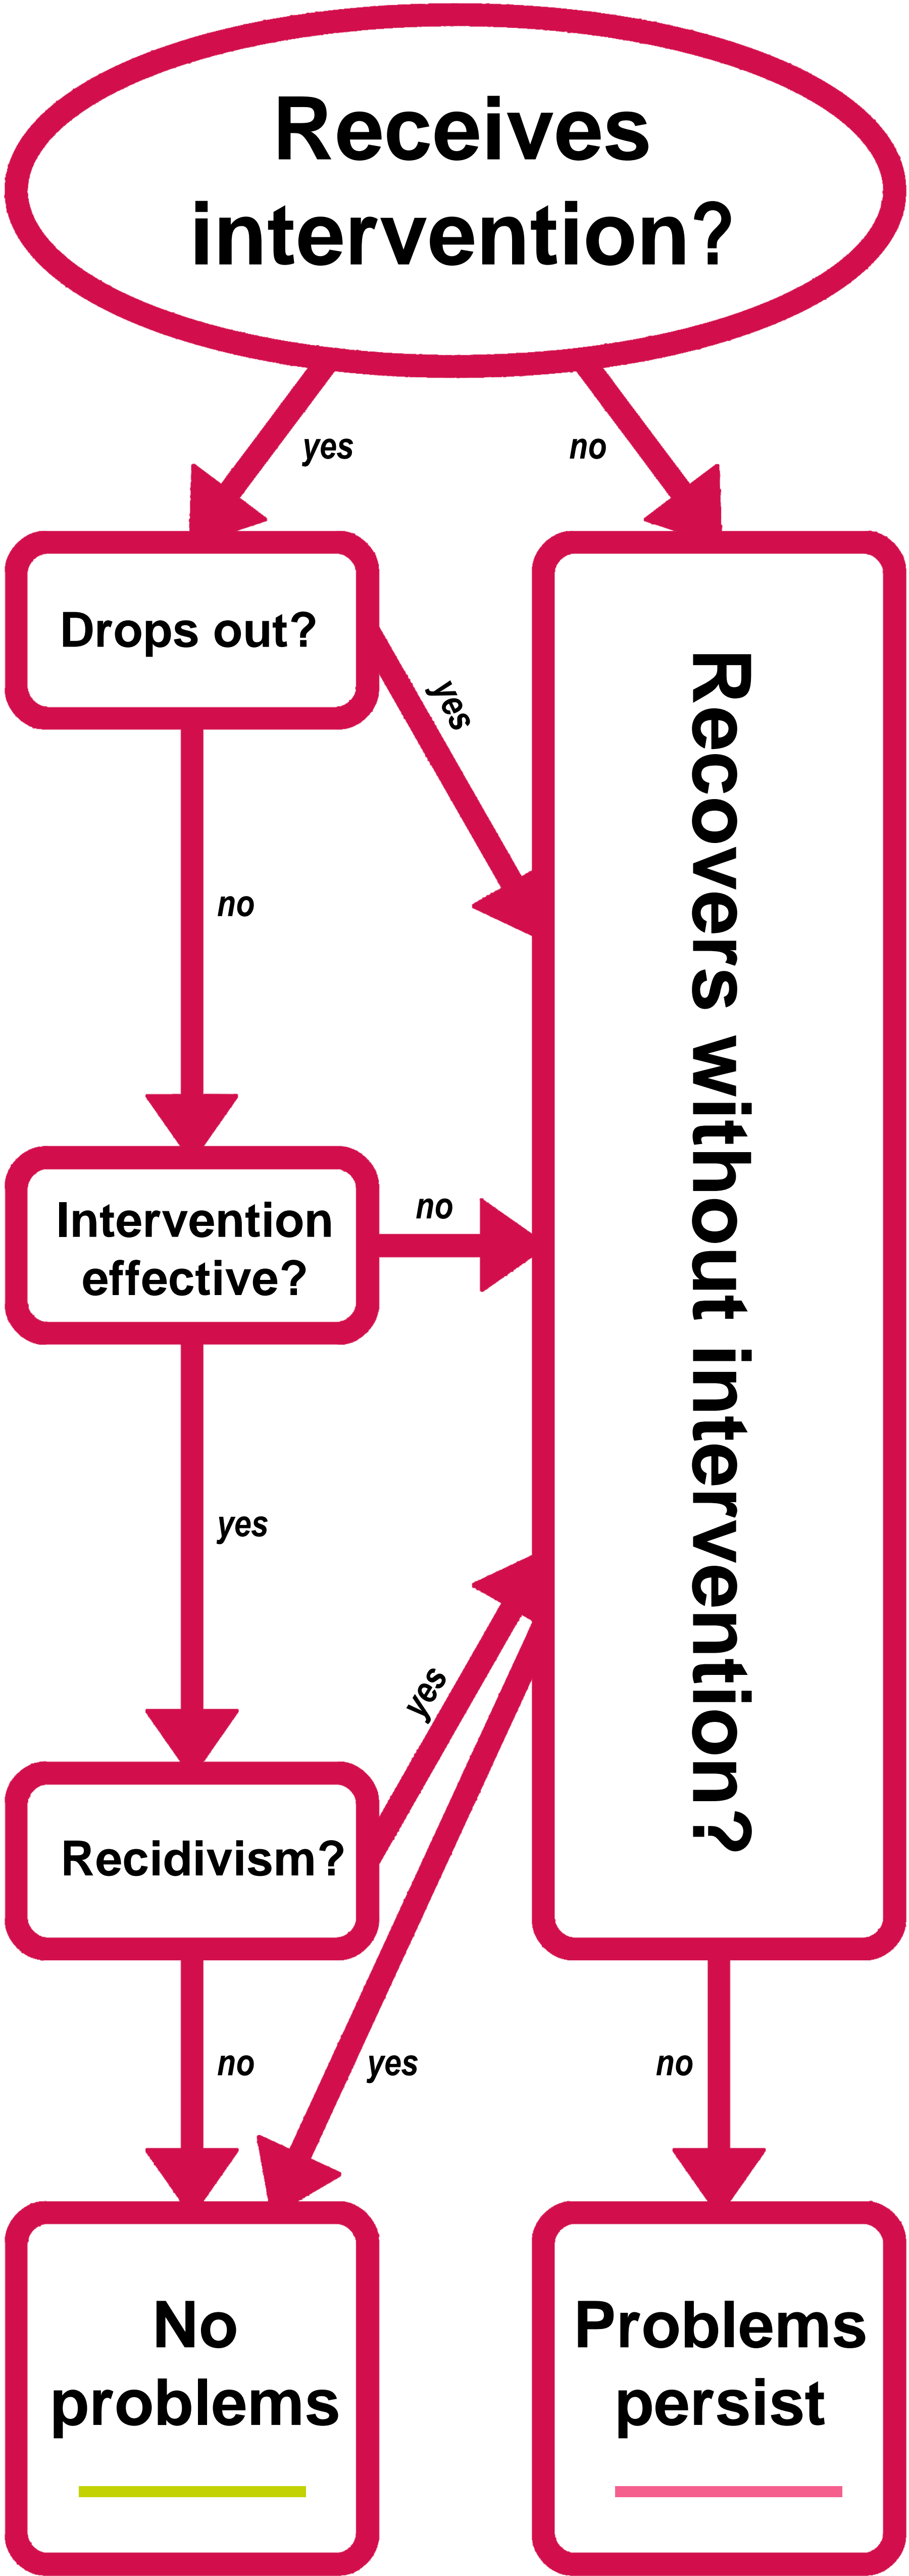 Receives
intervention?
yes
no
Drops out?
yes
no
Recovers without intervention?
Intervention
effective?
no
yes
yes
Recidivism?
no
yes
no
No
problems
Problems
persist